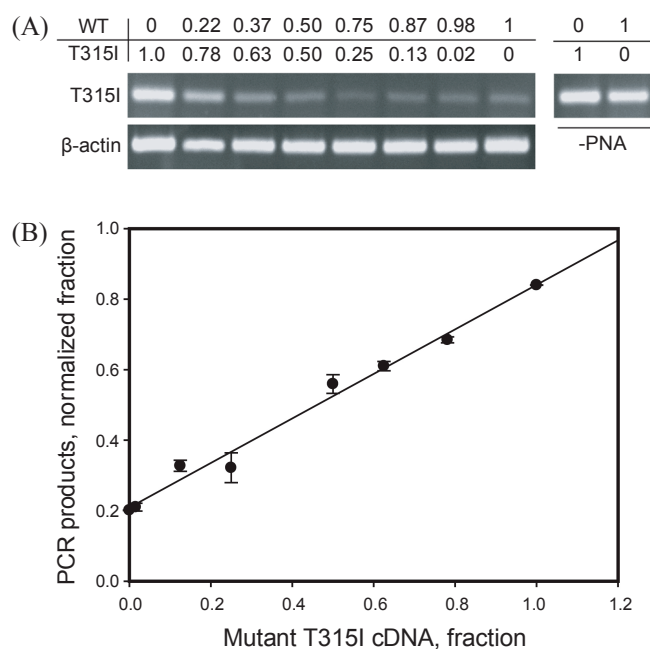 (A) WT 0 0.22 0.37 0.50 0.75 0.87 0.98 1 0 1
T315I 1.0 0.78 0.63 0.50 0.25 0.13 0.02 0 1 0
T315I
β-actin
-PNA
(B)
PCR products, normalized fraction
1.0
0.8
0.6
0.4
0.2
0.0
0.0 0.2 0.4 0.6 0.8 1.0 1.2
Mutant T315I cDNA, fraction